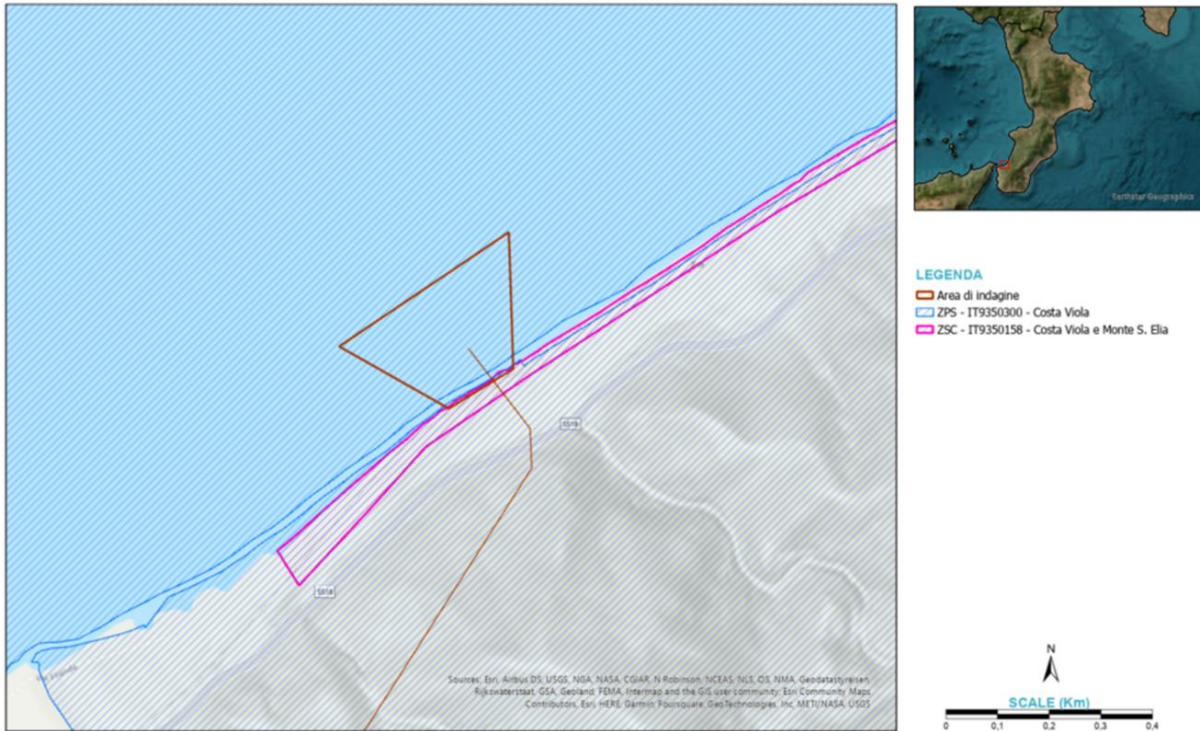 Earthstar Geographics
LEGENDA
Area di indagine
ZPS - IT9350300 - Costa Viola
ZSC - IT9350158 - Costa Viola e Monte S. Elia
SS18
SS18
Sources: Esri, Airbus DS, USGS, NGA, NASA, CGIAR, N Robinson, NCEAS, NLS, OS, NMA, Geodatastyrelsen,
Rijkswaterstaat, GSA, Geoland, FEMA, Intermap and the GIS user community, Esri Community Maps
Contributors, Esri, HERE, Garmin, Foursquare, GeoTechnologies, Inc, METI/NASA, USGS
N
SCALE (Km)
0 0,1 0,2 0,3 0,4